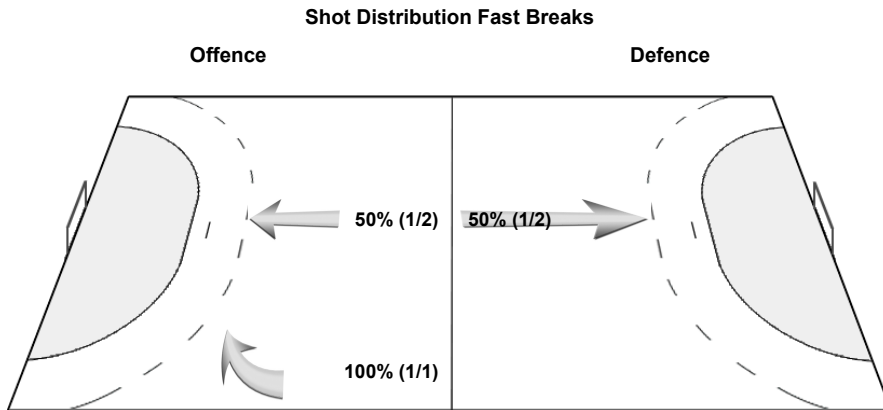 Shot Distribution Fast Breaks
Offence
Defence
50% (1/2)
50% (1/2)
100% (1/1)